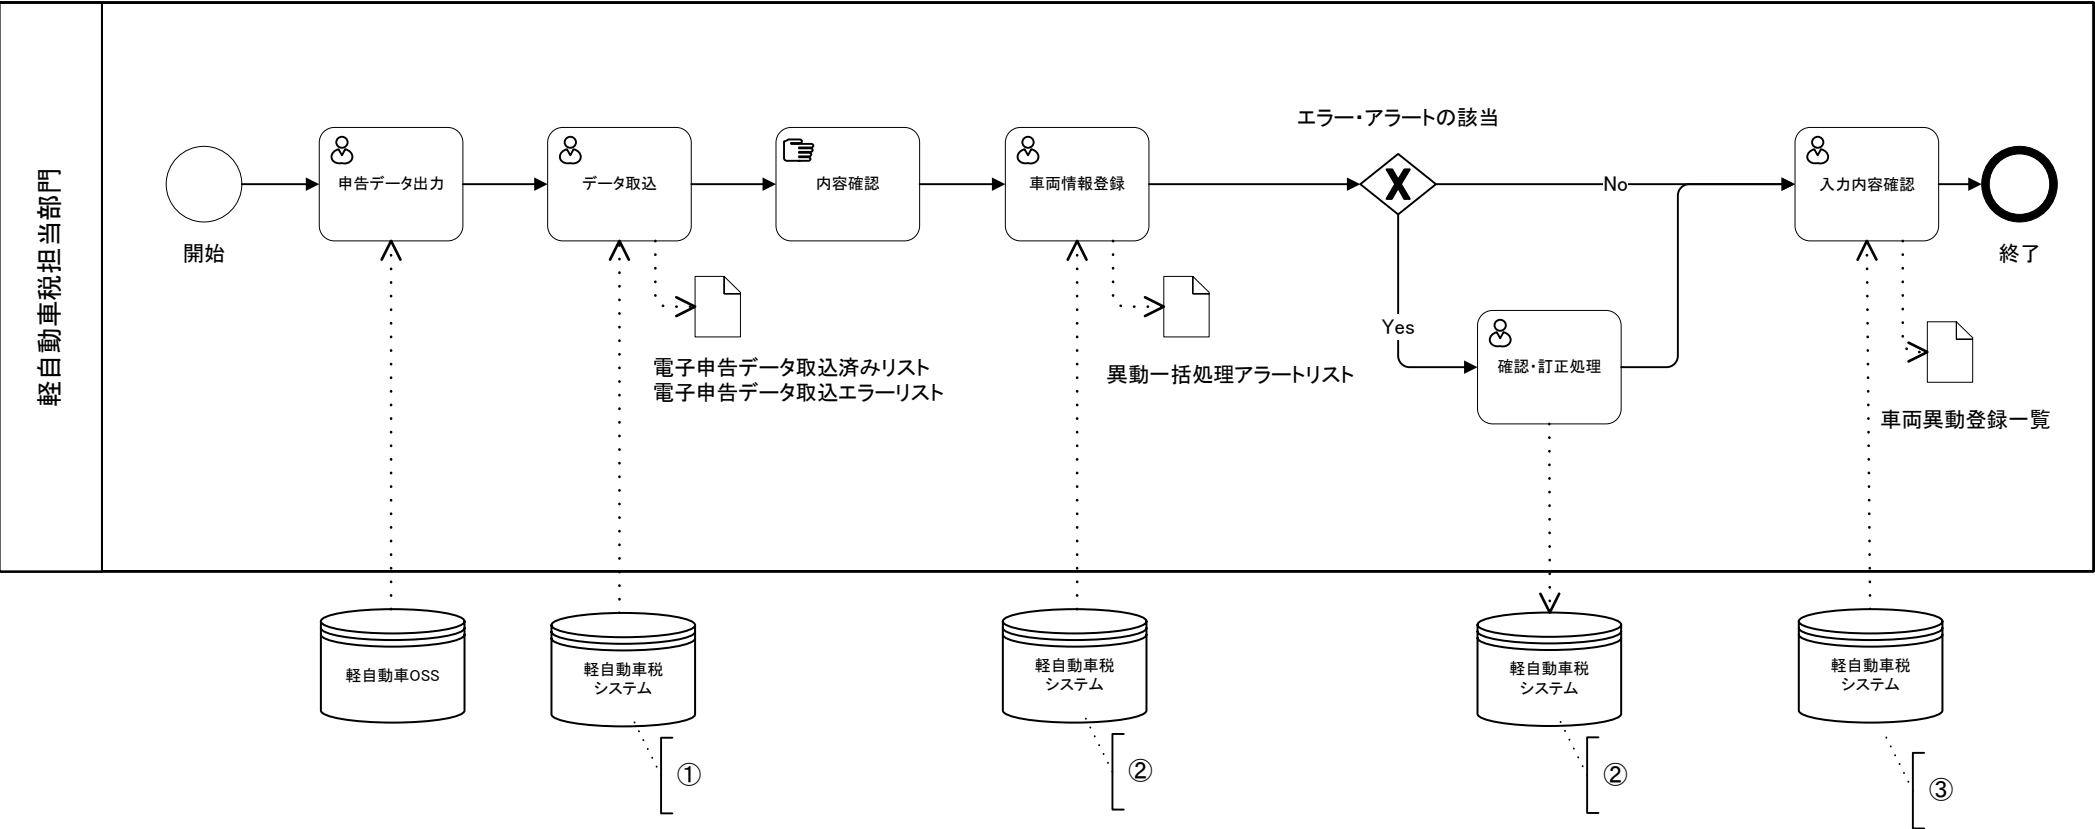 軽自動車税担当部門
エラー・アラートの該当
開始
申告データ出力
データ取込
内容確認
車両情報登録
No
入力内容確認
終了
Yes
電子申告データ取込済みリスト
電子申告データ取込エラーリスト
異動一括処理アラートリスト
確認・訂正処理
車両異動登録一覧
軽自動車OSS
軽自動車税
システム
軽自動車税
システム
軽自動車税
システム
軽自動車税
システム
①
②
②
③